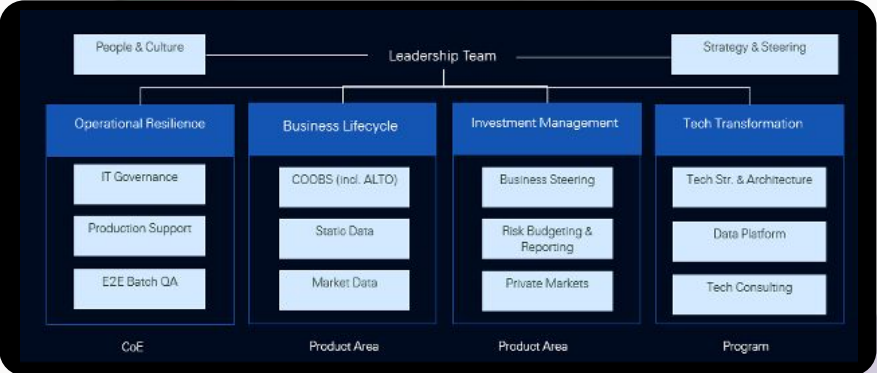 People & Culture
Leadership Team
Strategy & Steering
Operational Resilience
Business Lifecycle
Investment Management
Tech Transformation
IT Governance
COOBS (incl. ALTO)
Business Steering
Tech Str. & Architecture
Production Support
Static Data
Risk Budgeting &
Reporting
Data Platform
E2E Batch QA
Market Data
Private Markets
Tech Consulting
CoE
Product Area
Product Area
Program